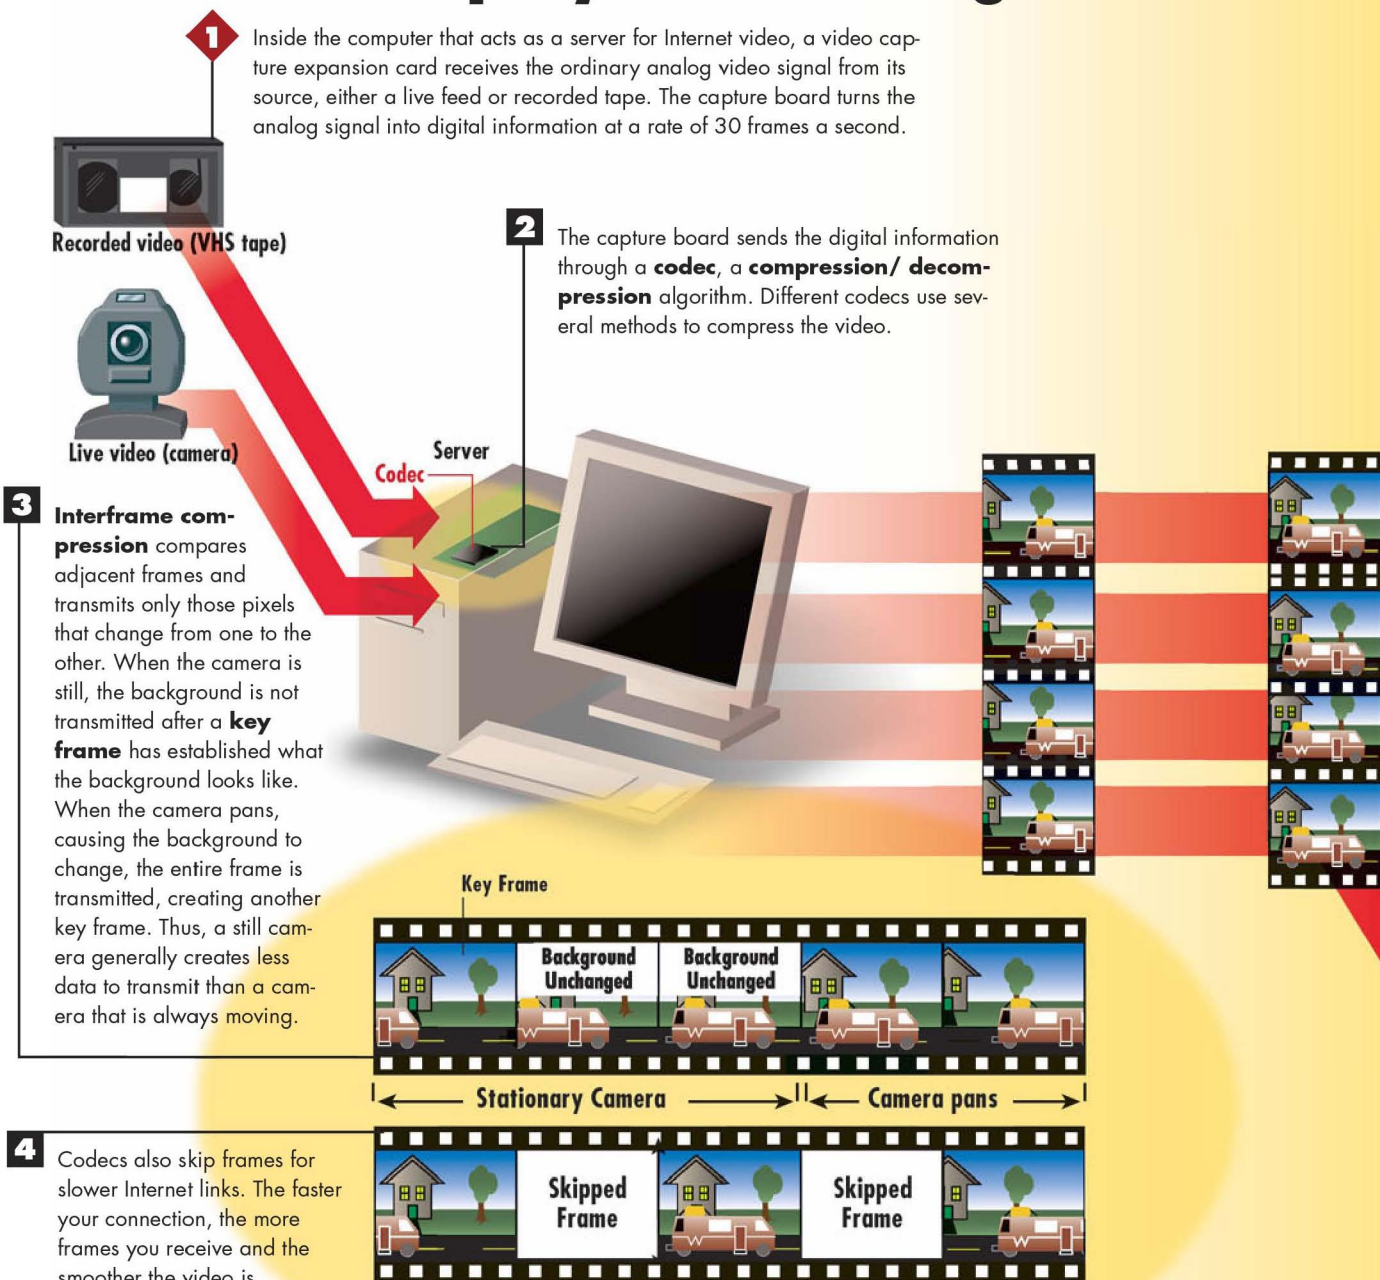 1
Inside the computer that acts as a server for Internet video, a video cap-
ture expansion card receives the ordinary analog video signal from its
source, either a live feed or recorded tape. The capture board turns the
analog signal into digital information at a rate of 30 frames a second.
Recorded video (VHS tape)
2
The capture board sends the digital information
through a codec, a compression/ decom-
pression algorithm. Different codecs use sev-
eral methods to compress the video.
Live video (camera)
Server
Codec
3
Interframe com-
pression compares
adjacent frames and
transmits only those pixels
that change from one to the
other. When the camera is
still, the background is not
transmitted after a key
frame has established what
the background looks like.
When the camera pans,
causing the background to
change, the entire frame is
transmitted, creating another
key frame. Thus, a still cam-
era generally creates less
data to transmit than a cam-
era that is always moving.
Key Frame
Background
Unchanged
Background
Unchanged
Stationary Camera
Camera pans
4
Codecs also skip frames for
slower Internet links. The faster
your connection, the more
frames you receive and the
smoother the video is
Skipped
Frame
Skipped
Frame